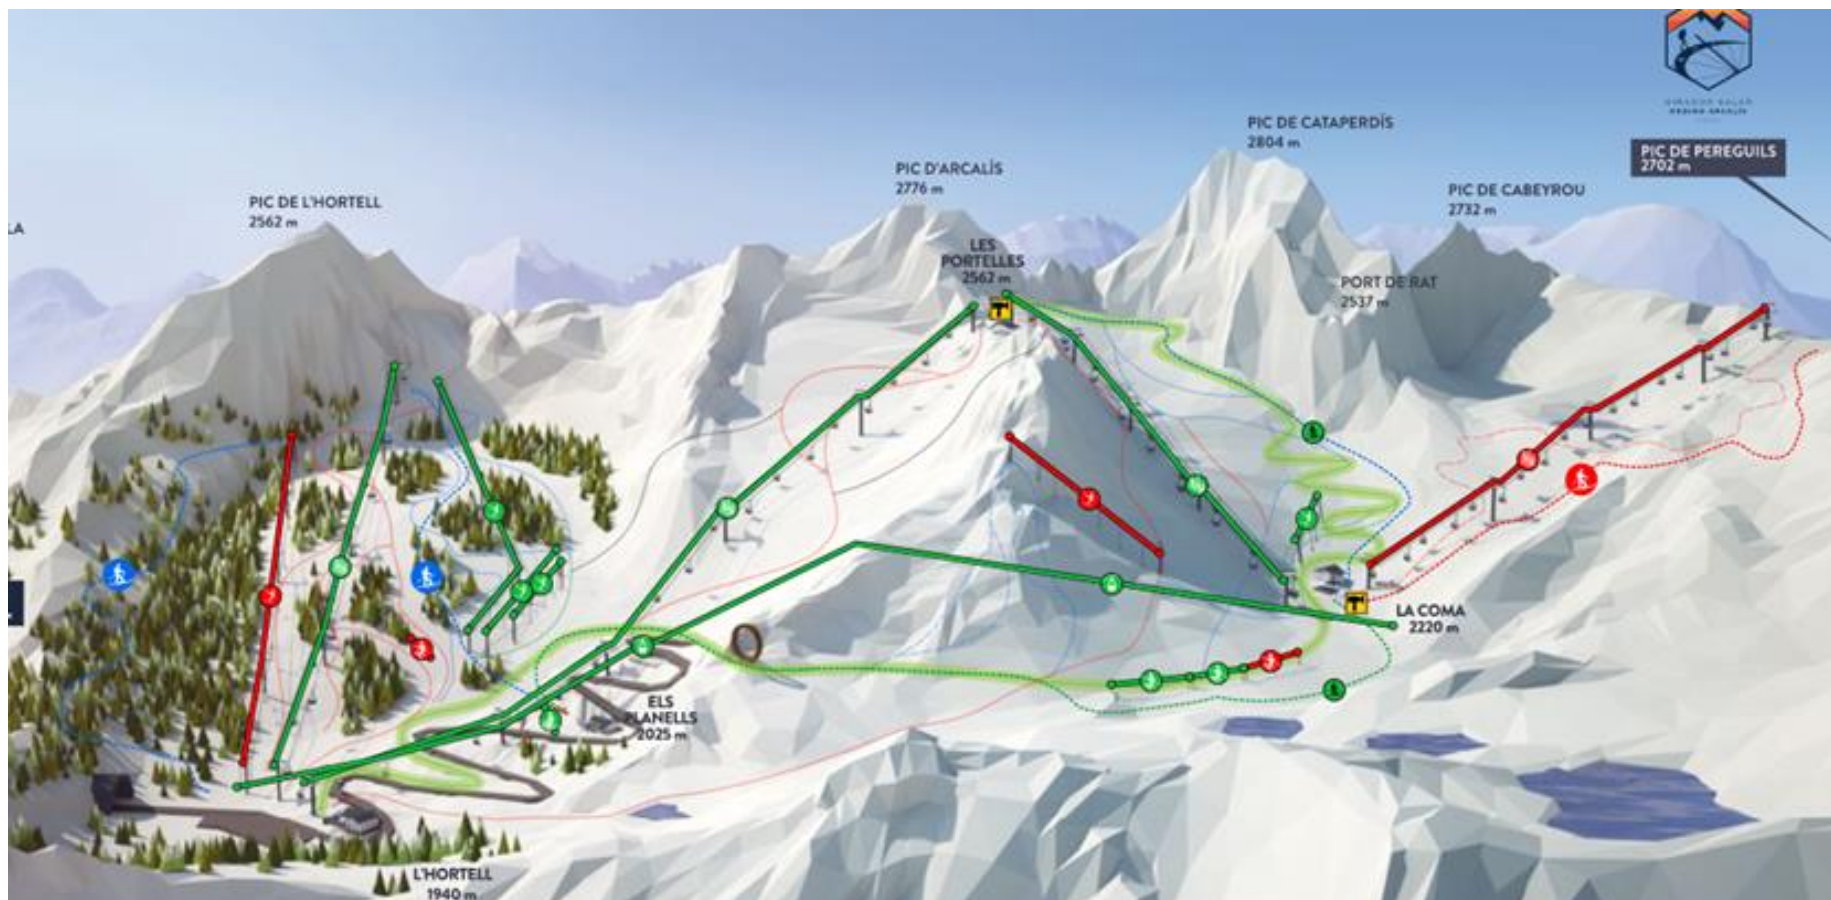 PIC DE CATAPERDÍS
2804 m
PIC DE PEREGUILS
2702 m
PIC D'ARCALÍS
2776 m
PIC DE CABEYROU
2732 m
PIC DE L'HORTELL
2562 m
LA
LES
PORTELLES
2562 m
PORT DE RAT
2537 m
LA COMA
2220 m
ELS
PLANELLS
2025 m
L'HORTELL
1940 m